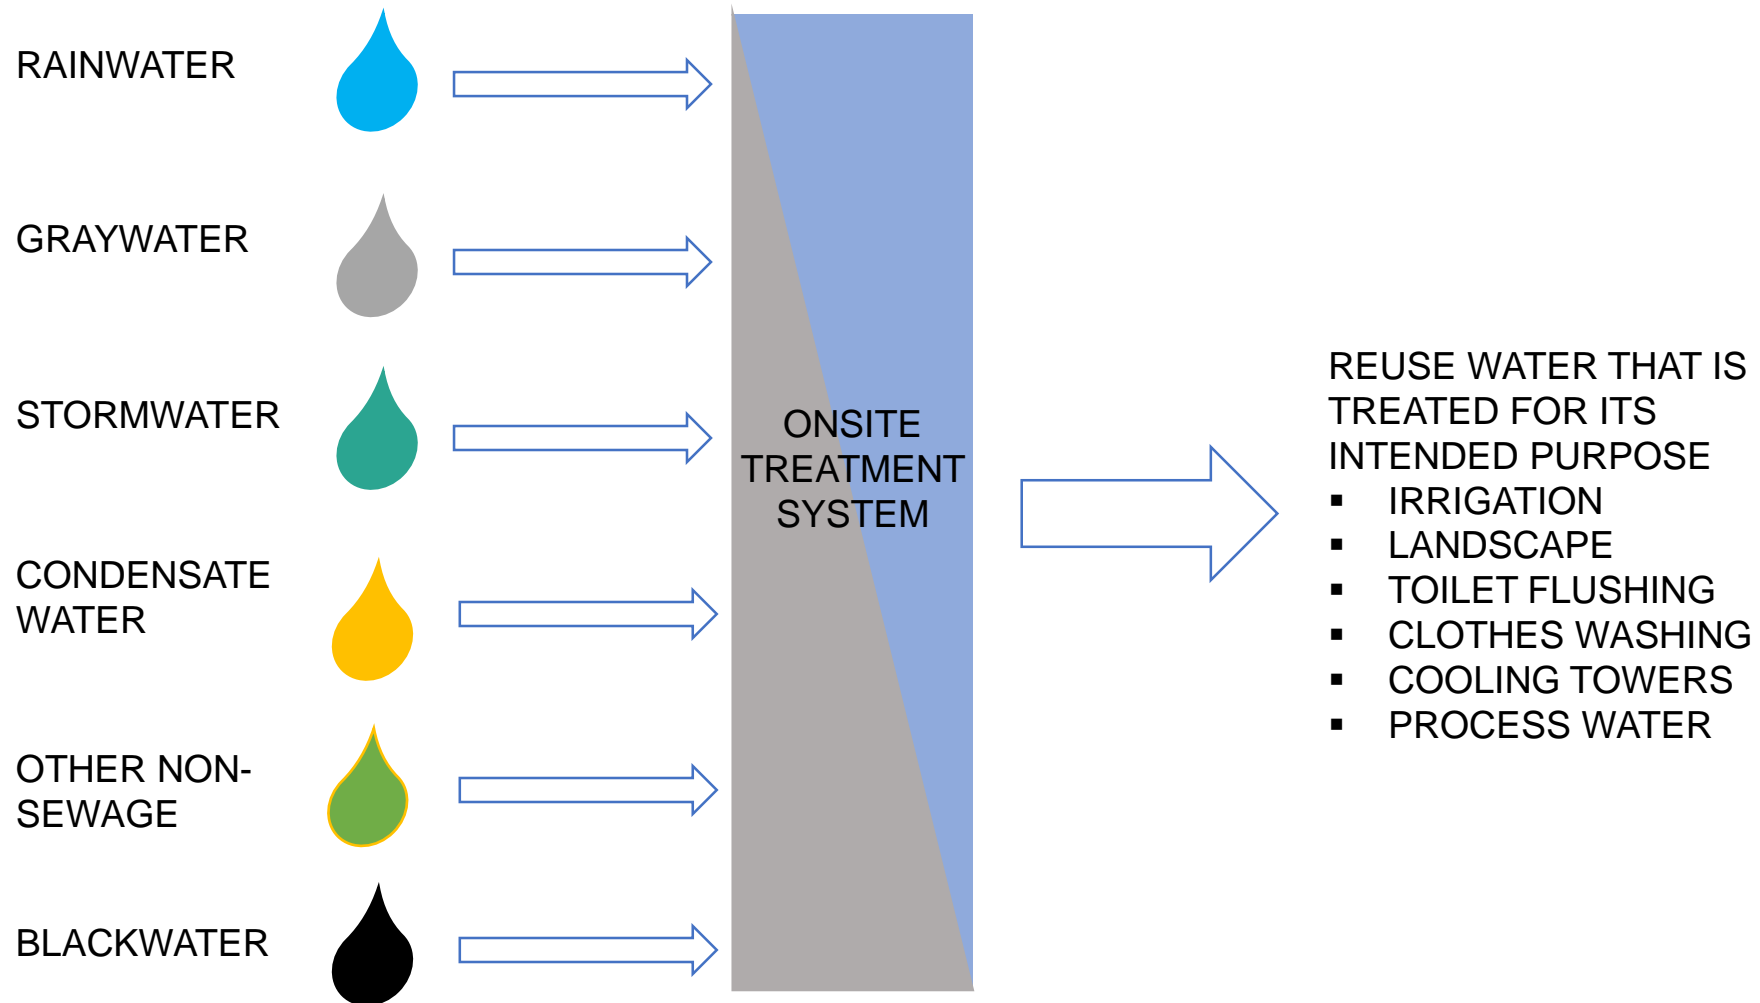 RAINWATER
GRAYWATER
STORMWATER
CONDENSATE
WATER
OTHER NON-
SEWAGE
BLACKWATER
ONSITE
TREATMENT
SYSTEM
REUSE WATER THAT IS
TREATED FOR ITS
INTENDED PURPOSE
▪ IRRIGATION
▪ LANDSCAPE
▪ TOILET FLUSHING
▪ CLOTHES WASHING
▪ COOLING TOWERS
▪ PROCESS WATER